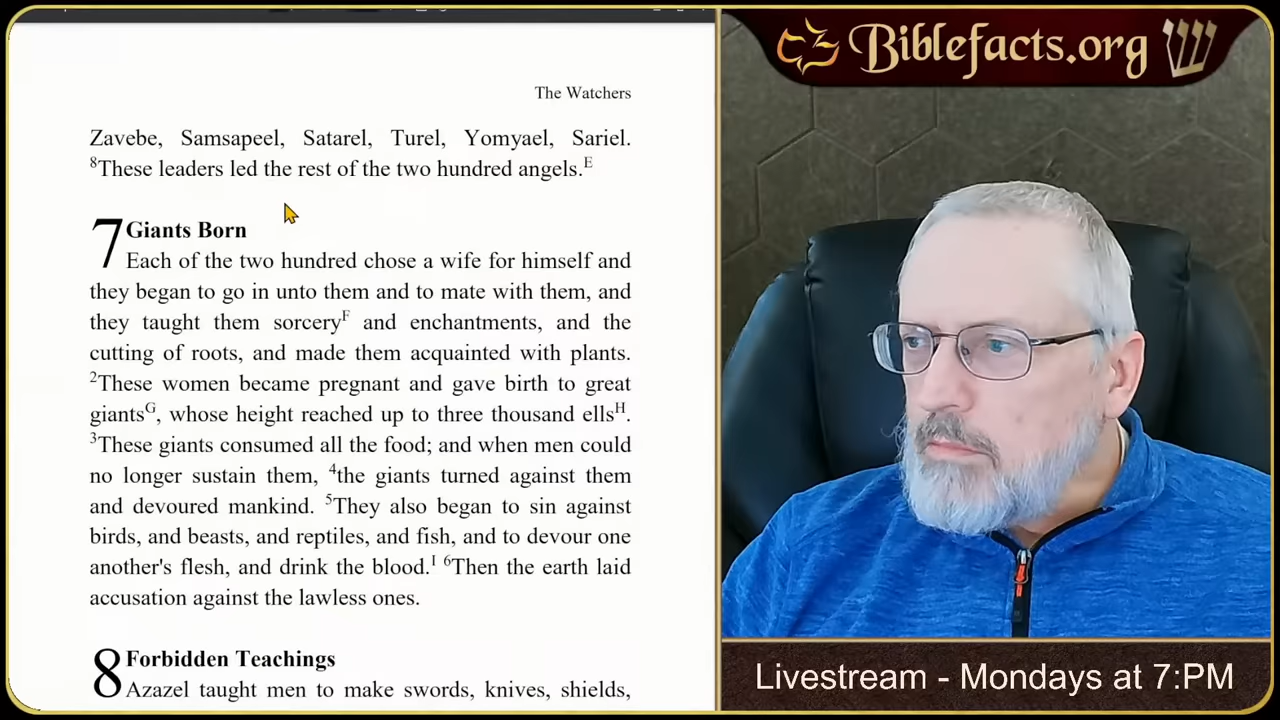 The Watchers
Zavebe, Samsapeel, Satarel, Turel, Yomyael, Sariel.
8These leaders led the rest of the two hundred angels.E
7 Giants Born
Each of the two hundred chose a wife for himself and
they began to go in unto them and to mate with them, and
they taught them sorceryF and enchantments, and the
cutting of roots, and made them acquainted with plants.
2These women became pregnant and gave birth to great
giantsG, whose height reached up to three thousand ellsH.
3These giants consumed all the food; and when men could
no longer sustain them, 4the giants turned against them
and devoured mankind. 5They also began to sin against
birds, and beasts, and reptiles, and fish, and to devour one
another's flesh, and drink the blood.I 6Then the earth laid
accusation against the lawless ones.
8 Forbidden Teachings
Azazel taught men to make swords, knives, shields,
Biblefacts.org ש
Livestream - Mondays at 7:PM